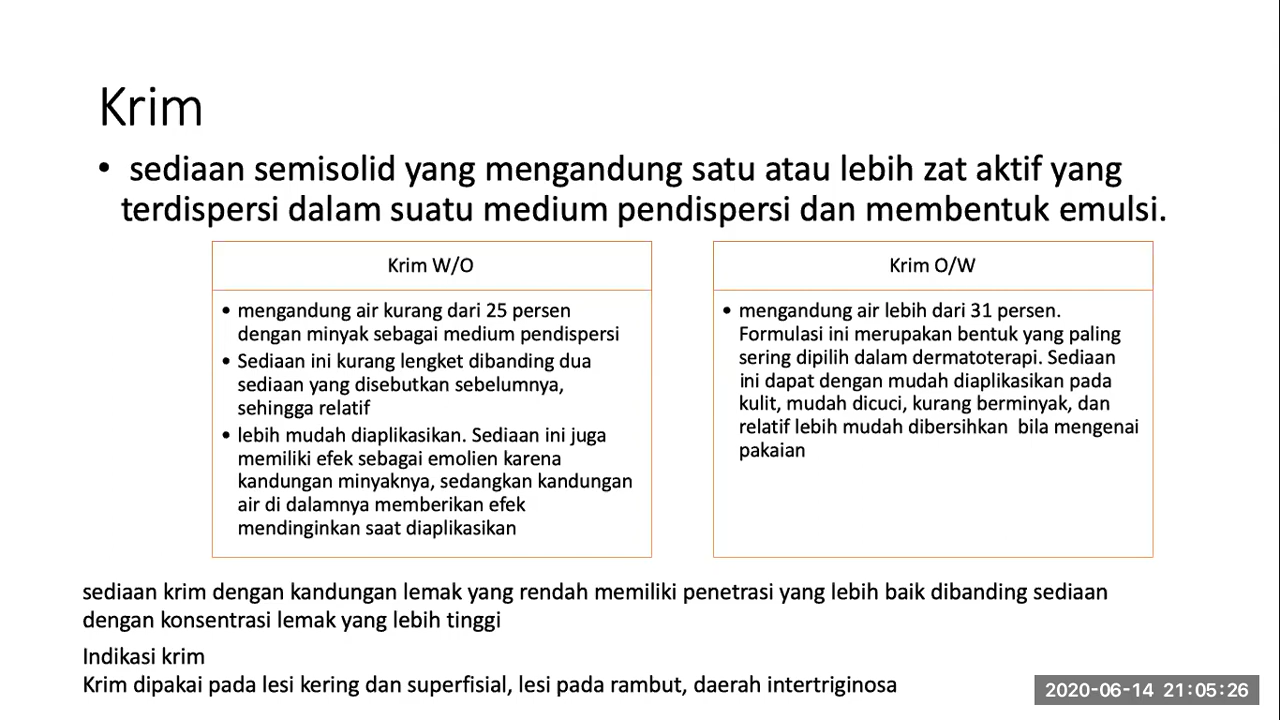 Krim
• sediaan semisolid yang mengandung satu atau lebih zat aktif yang
terdispersi dalam suatu medium pendispersi dan membentuk emulsi.
Krim W/O
• mengandung air kurang dari 25 persen
dengan minyak sebagai medium pendispersi
• Sediaan ini kurang lengket dibanding dua
sediaan yang disebutkan sebelumnya,
sehingga relatif
• lebih mudah diaplikasikan. Sediaan ini juga
memiliki efek sebagai emolien karena
kandungan minyaknya, sedangkan kandungan
air di dalamnya memberikan efek
mendinginkan saat diaplikasikan
Krim O/W
• mengandung air lebih dari 31 persen.
Formulasi ini merupakan bentuk yang paling
sering dipilih dalam dermatoterapi. Sediaan
ini dapat dengan mudah diaplikasikan pada
kulit, mudah dicuci, kurang berminyak, dan
relatif lebih mudah dibersihkan bila mengenai
pakaian
sediaan krim dengan kandungan lemak yang rendah memiliki penetrasi yang lebih baik dibanding sediaan
dengan konsentrasi lemak yang lebih tinggi
Indikasi krim
Krim dipakai pada lesi kering dan superfisial, lesi pada rambut, daerah intertriginosa
2020-06-14 21:05:26